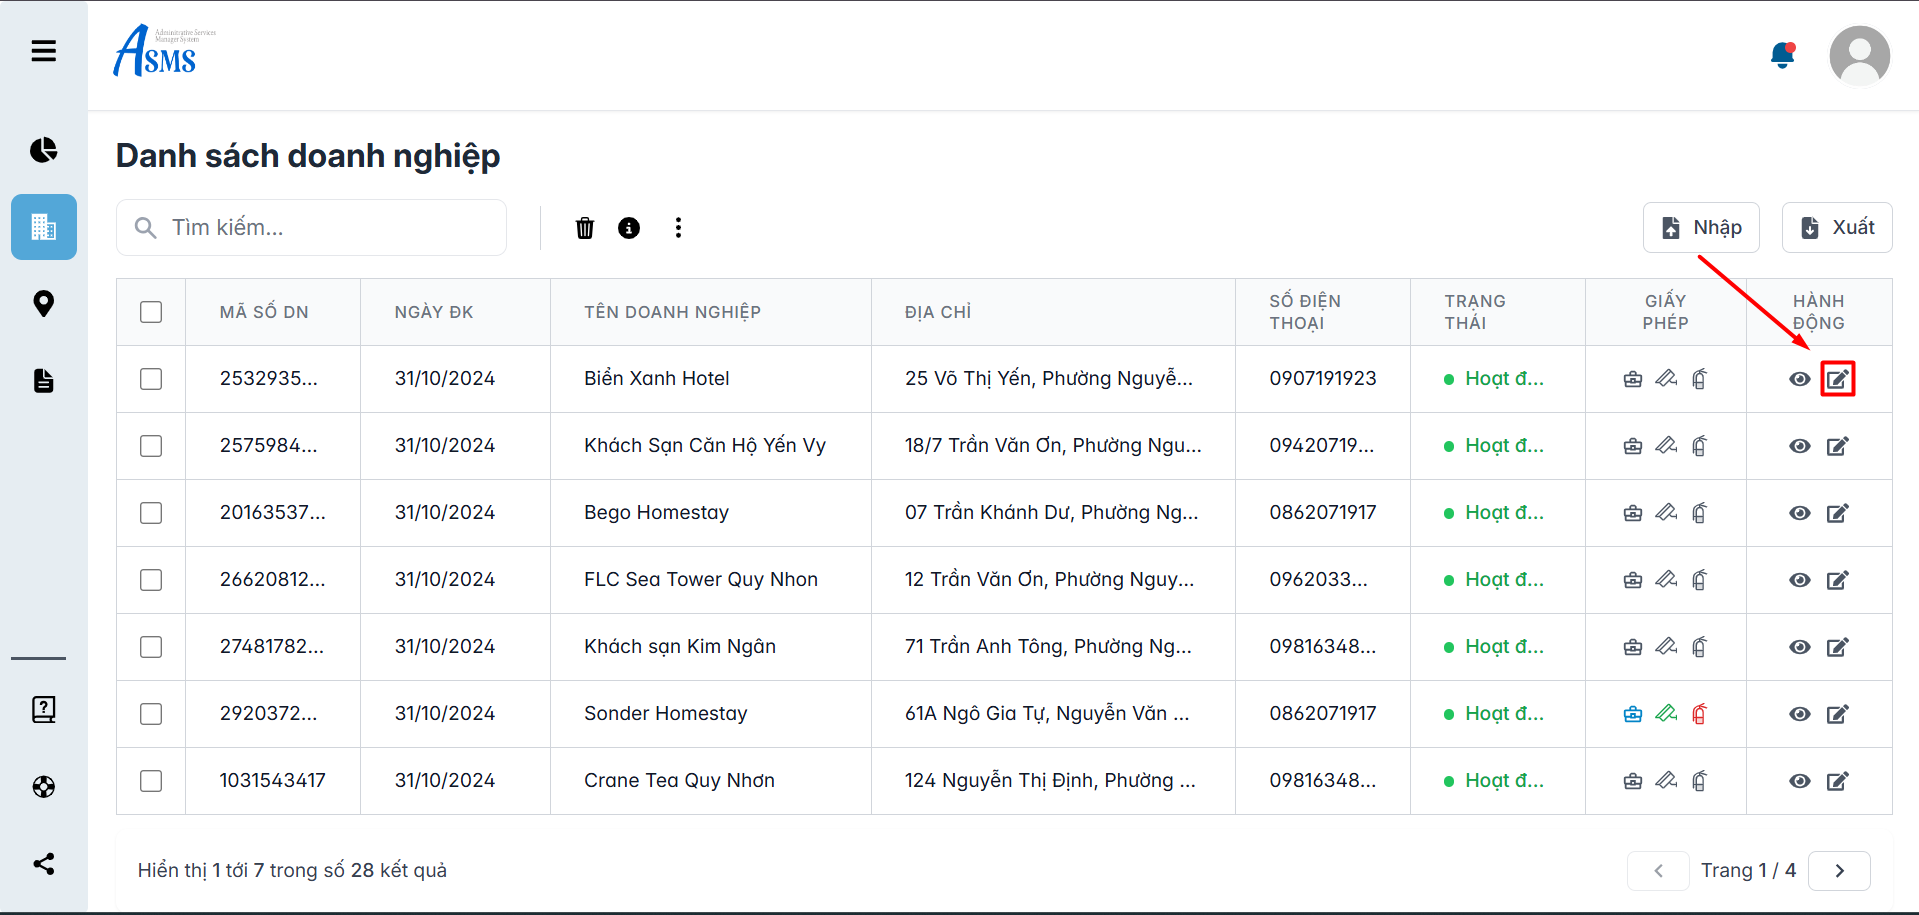 Administrative Services
Manager System
ASMS
Danh sách doanh nghiệp
Tìm kiếm...
Nhập
Xuất
MÃ SỐ DN NGÀY ĐK TÊN DOANH NGHIỆP ĐỊA CHỈ SỐ ĐIỆN THOẠI TRẠNG THÁI GIẤY PHÉP HÀNH ĐỘNG
2532935... 31/10/2024 Biển Xanh Hotel 25 Võ Thị Yến, Phường Nguyễ... 0907191923 Hoạt đ...
2575984... 31/10/2024 Khách Sạn Căn Hộ Yến Vy 18/7 Trần Văn Ơn, Phường Ngu... 09420719... Hoạt đ...
20163537... 31/10/2024 Bego Homestay 07 Trần Khánh Dư, Phường Ng... 0862071917 Hoạt đ...
26620812... 31/10/2024 FLC Sea Tower Quy Nhon 12 Trần Văn Ơn, Phường Nguy... 0962033... Hoạt đ...
27481782... 31/10/2024 Khách sạn Kim Ngân 71 Trần Anh Tông, Phường Ng... 09816348... Hoạt đ...
2920372... 31/10/2024 Sonder Homestay 61A Ngô Gia Tự, Nguyễn Văn ... 0862071917 Hoạt đ...
1031543417 31/10/2024 Crane Tea Quy Nhơn 124 Nguyễn Thị Định, Phường ... 09816348... Hoạt đ...
Hiển thị 1 tới 7 trong số 28 kết quả
Trang 1 / 4